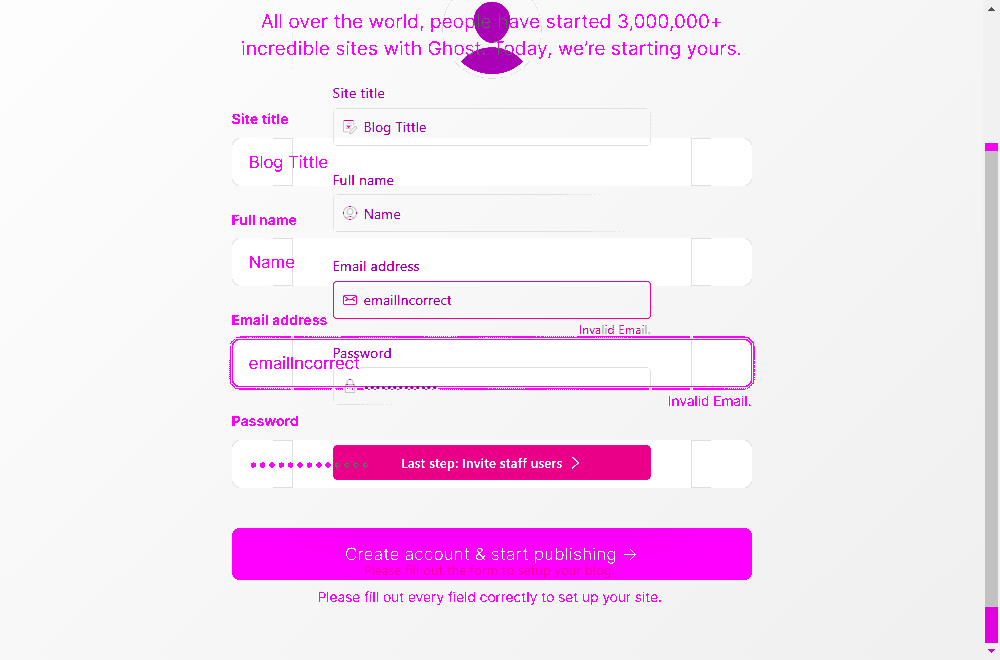 All over the world, people have started 3,000,000+
incredible sites with Ghost. Today, we’re starting yours.
Site title
Site title
Blog Tittle
Blog Tittle
Full name
Full name
Name
Name
Email address
emailIncorrect
Email address
Invalid Email.
Password
emailIncorrect
Invalid Email.
Password
Last step: Invite staff users
Create account & start publishing →
Please fill out the form to setup your blog.
Please fill out every field correctly to set up your site.